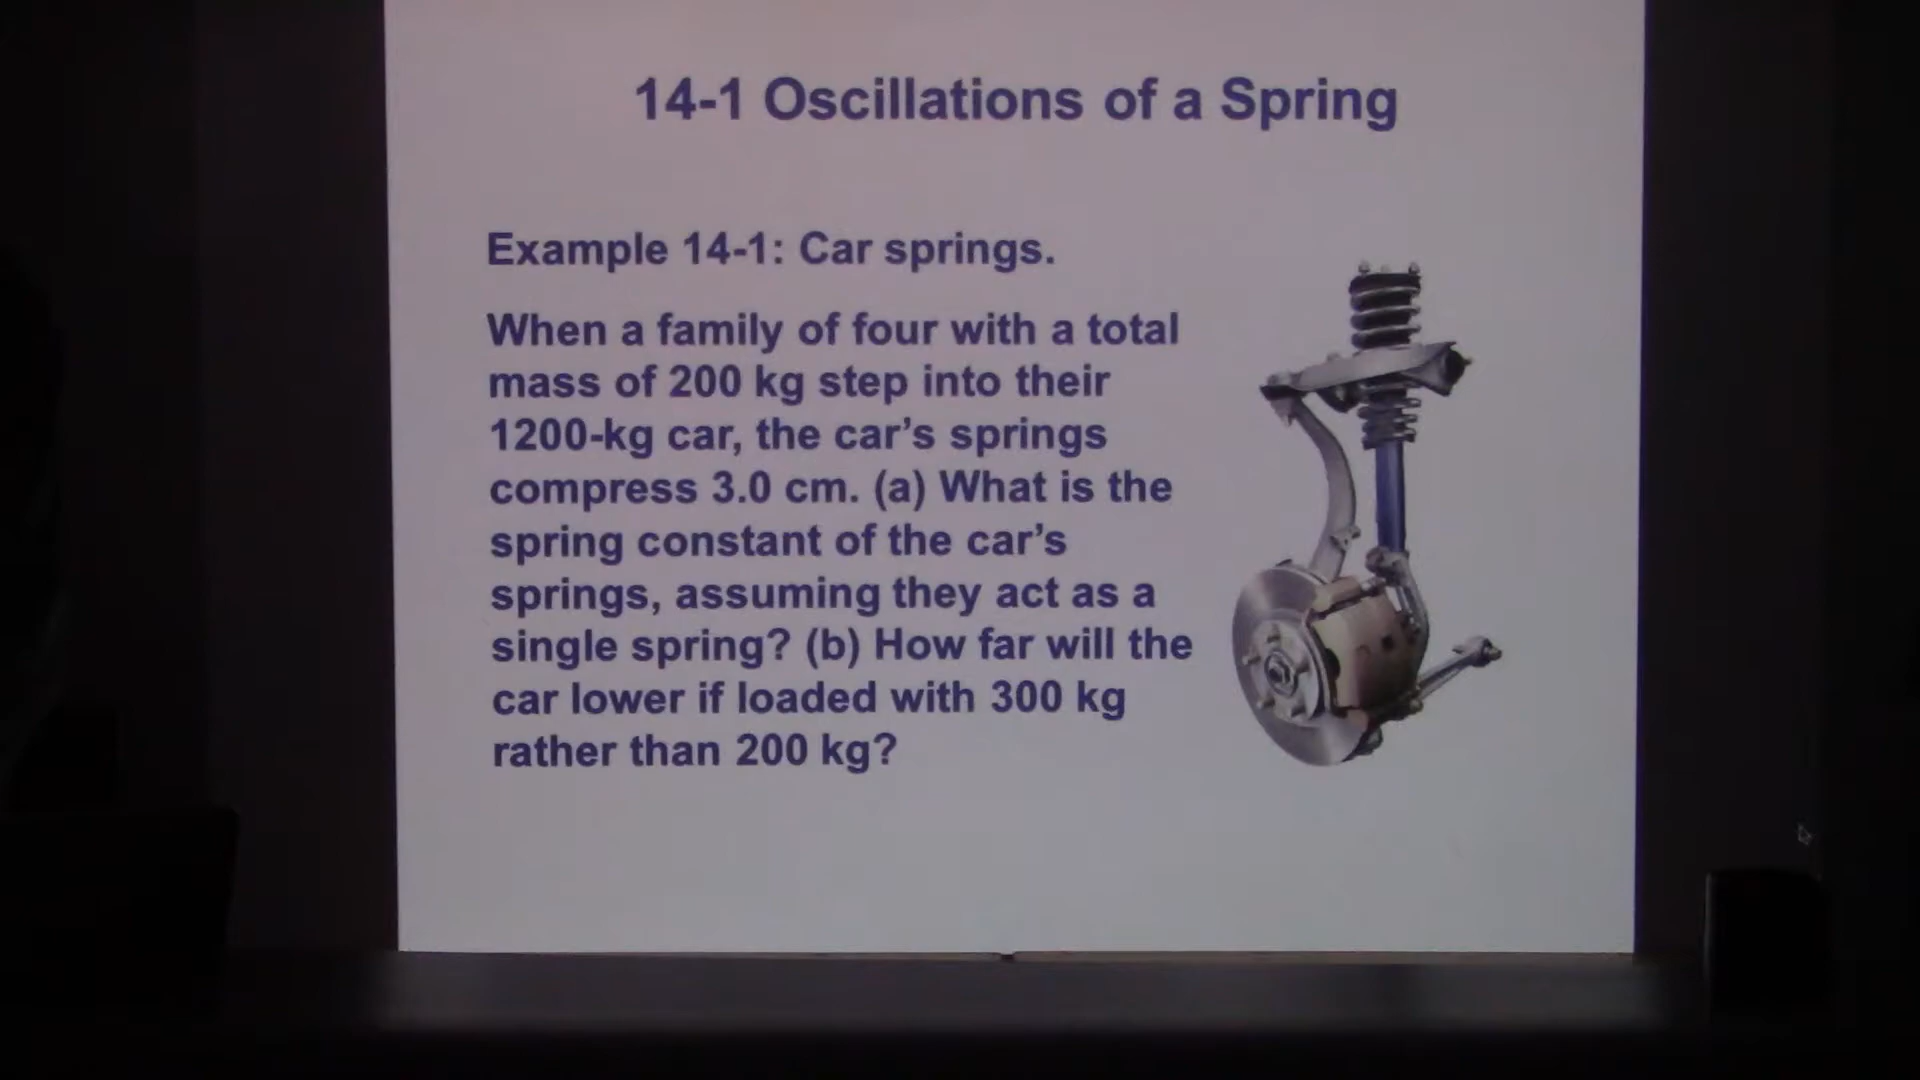 14-1 Oscillations of a Spring
Example 14-1: Car springs.
When a family of four with a total
mass of 200 kg step into their
1200-kg car, the car’s springs
compress 3.0 cm. (a) What is the
spring constant of the car’s
springs, assuming they act as a
single spring? (b) How far will the
car lower if loaded with 300 kg
rather than 200 kg?